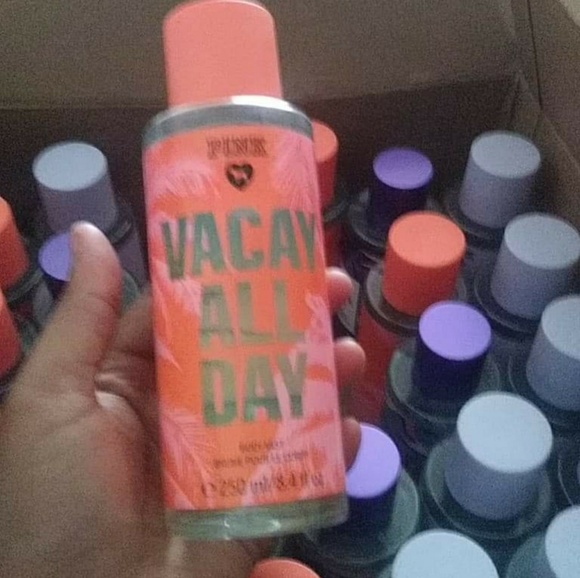 PINK
VACAY
ALL
DAY
BODY MIST
℮ 250 ml/8.4 fl oz